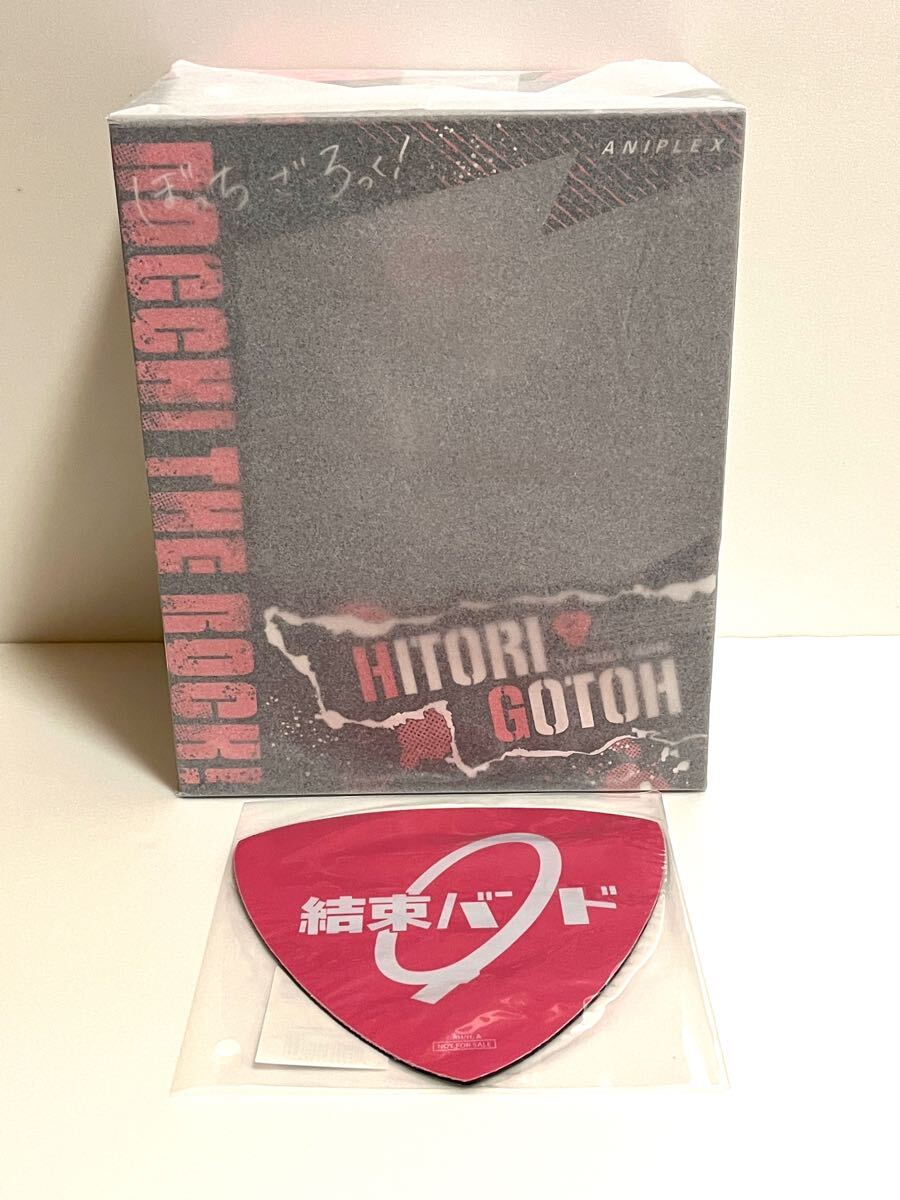 ぼっち・ざ・ろっく!
ANIPLEX
BOCCHI THE ROCK!
HITORI
GOTOH
結束バンド
NOT FOR SALE